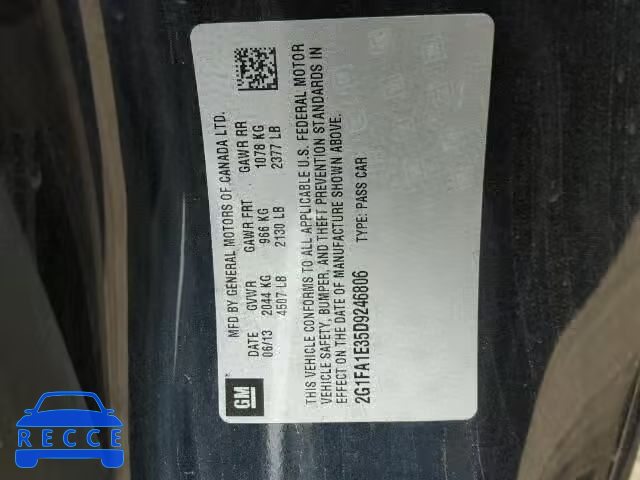 MFD BY GENERAL MOTORS OF CANADA LTD.
DATE GVWR GAWR FRT GAWR RR
06/13 2044 KG 966 KG 1078 KG
4507 LB 2130 LB 2377 LB
THIS VEHICLE CONFORMS TO ALL APPLICABLE U.S. FEDERAL MOTOR
VEHICLE SAFETY, BUMPER, AND THEFT PREVENTION STANDARDS IN
EFFECT ON THE DATE OF MANUFACTURE SHOWN ABOVE.
2G1FA1E35D9246806 TYPE: PASS CAR
GM
RECCE